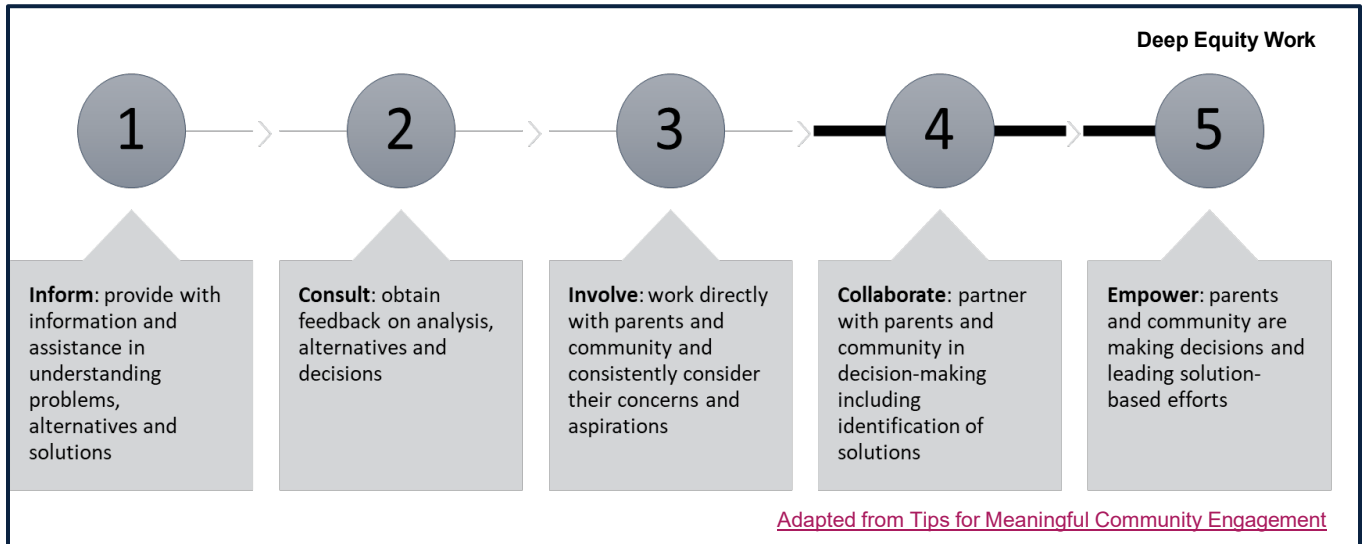 Deep Equity Work
1
2
3
4
5
Inform: provide with
information and
assistance in
understanding
problems,
alternatives and
solutions
Consult: obtain
feedback on analysis,
alternatives and
decisions
Involve: work directly
with parents and
community and
consistently consider
their concerns and
aspirations
Collaborate: partner
with parents and
community in
decision-making
including
identification of
solutions
Empower: parents
and community are
making decisions and
leading solution-
based efforts
Adapted from Tips for Meaningful Community Engagement